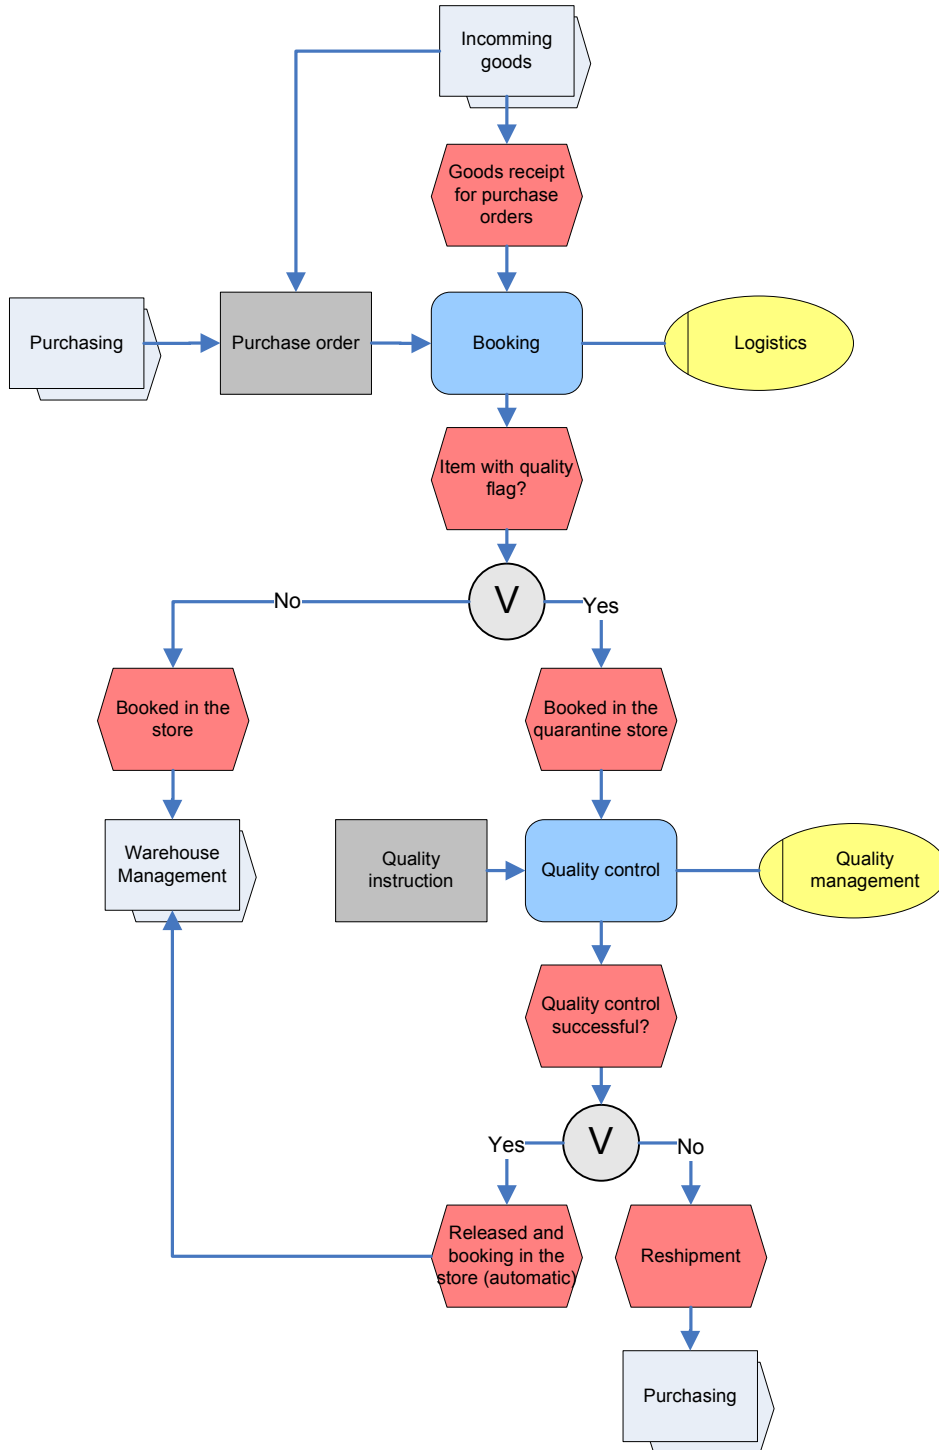 Incomming
goods
Goods receipt
for purchase
orders
Purchasing
Purchase order
Booking
Logistics
Item with quality
flag?
V
No
Yes
Booked in the
store
Booked in the
quarantine store
Warehouse
Management
Quality
instruction
Quality control
Quality
management
Quality control
successful?
V
Yes
No
Released and
booking in the
store (automatic)
Reshipment
Purchasing